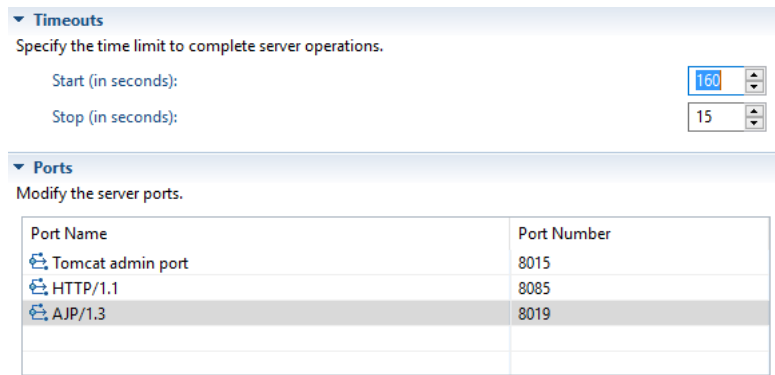 Timeouts
Specify the time limit to complete server operations.
Start (in seconds): 160
Stop (in seconds): 15
Ports
Modify the server ports.
Port Name Port Number
Tomcat admin port 8015
HTTP/1.1 8085
AJP/1.3 8019